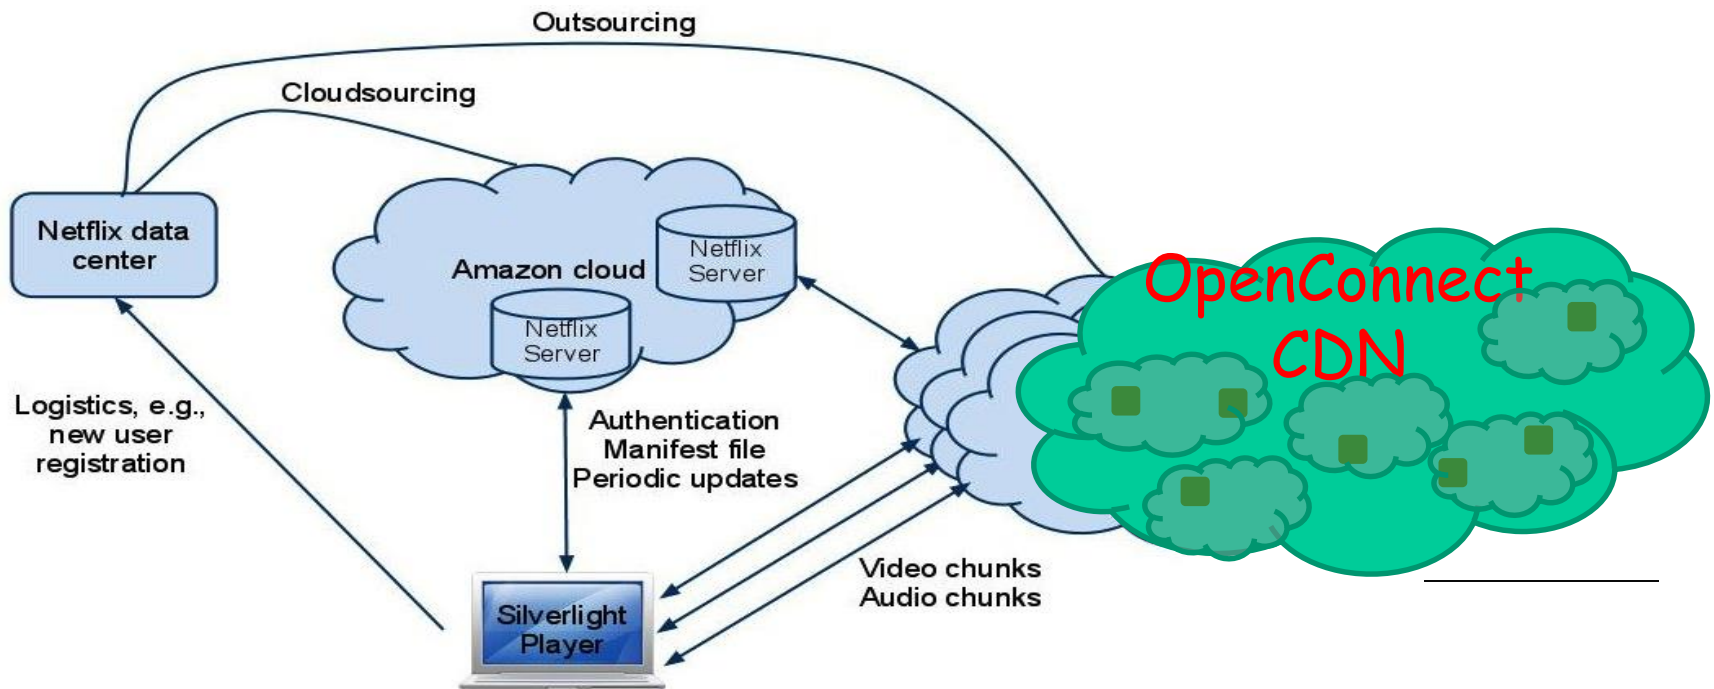 Outsourcing
Cloudsourcing
Netflix data
center
Amazon cloud
Netflix
Server
Netflix
Server
OpenConnect
CDN
Logistics, e.g.,
new user
registration
Authentication
Manifest file
Periodic updates
Video chunks
Audio chunks
Silverlight
Player